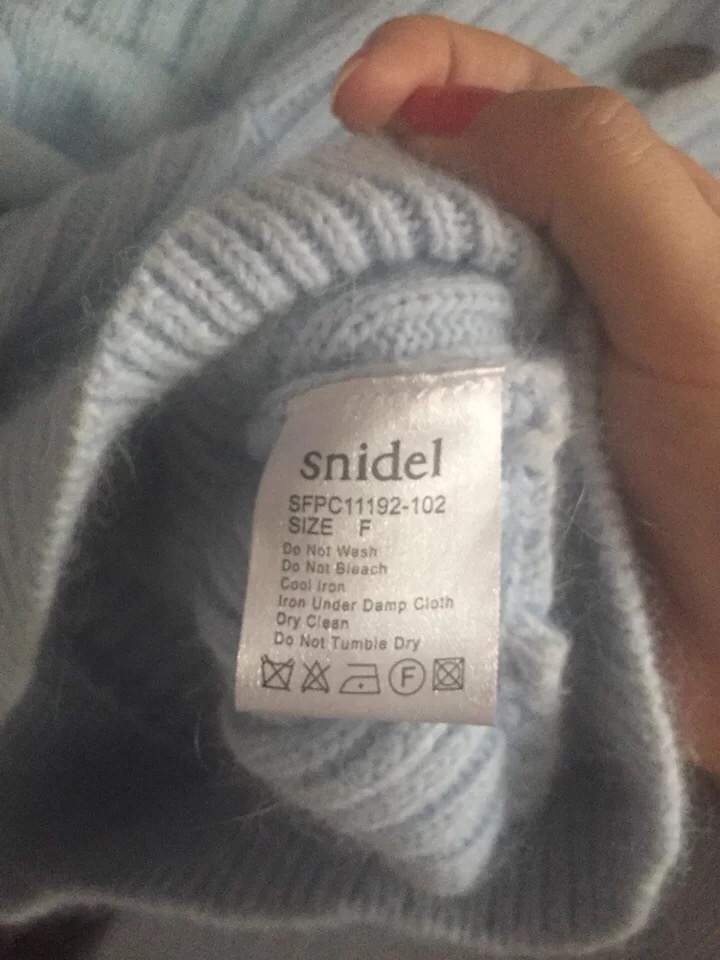 snidel
SFPC11192-102
SIZE F
Do Not Wash
Do Not Bleach
Cool Iron
Iron Under Damp Cloth
Dry Clean
Do Not Tumble Dry
F